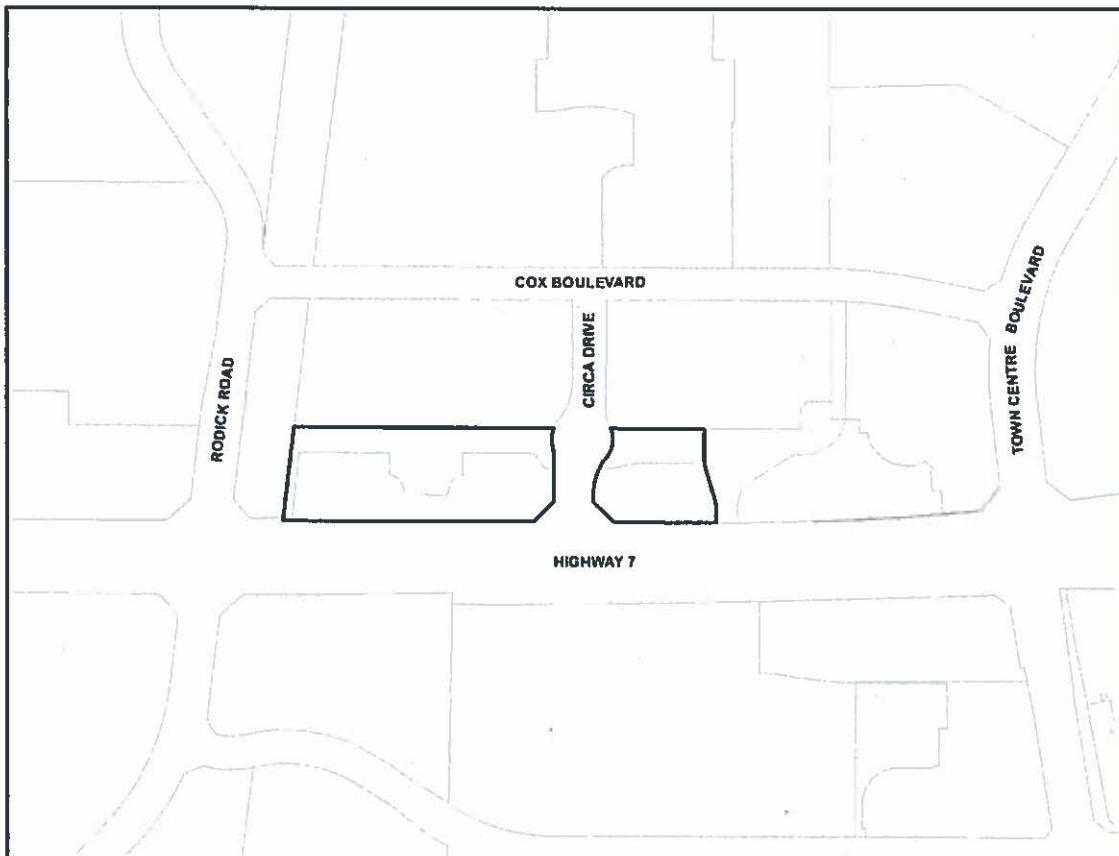 COX BOULEVARD
CIRCA DRIVE
RODICK ROAD
TOWN CENTRE BOULEVARD
HIGHWAY 7